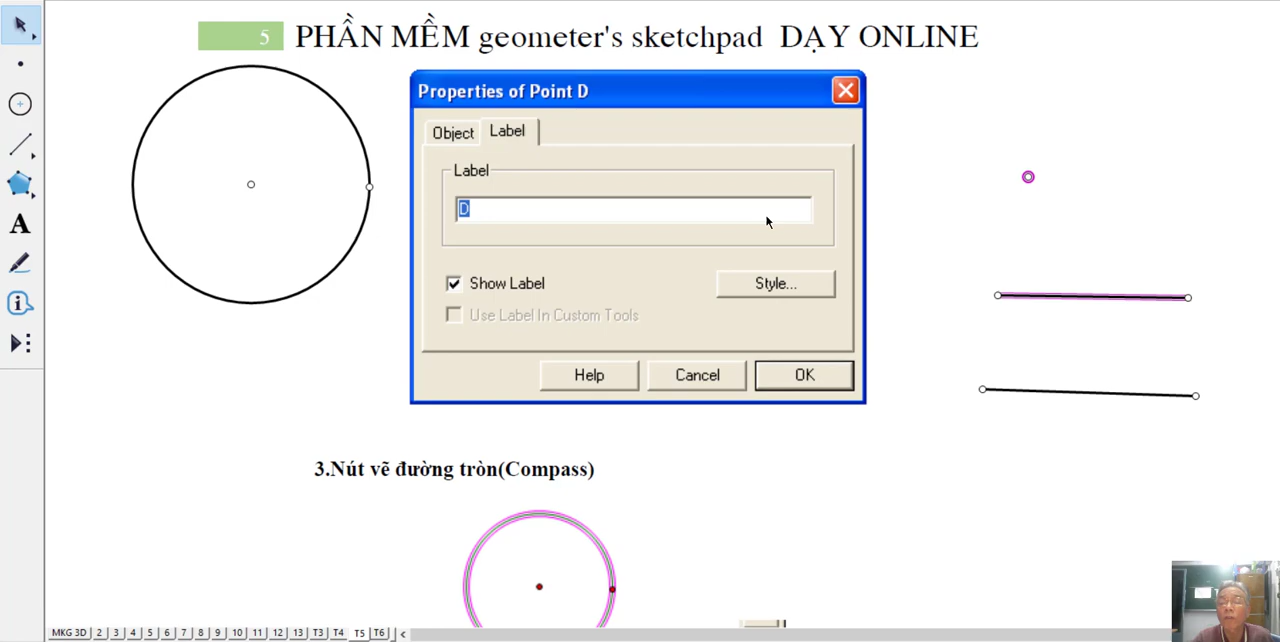 5 PHẦN MỀM geometer's sketchpad DẠY ONLINE
Properties of Point D
Object Label
Label
D
Show Label
Style...
Use Label In Custom Tools
Help Cancel OK
A
3.Nút vẽ đường tròn(Compass)
MKG 3D 2 3 4 5 6 7 8 9 10 11 12 13 T3 T4 T5 T6